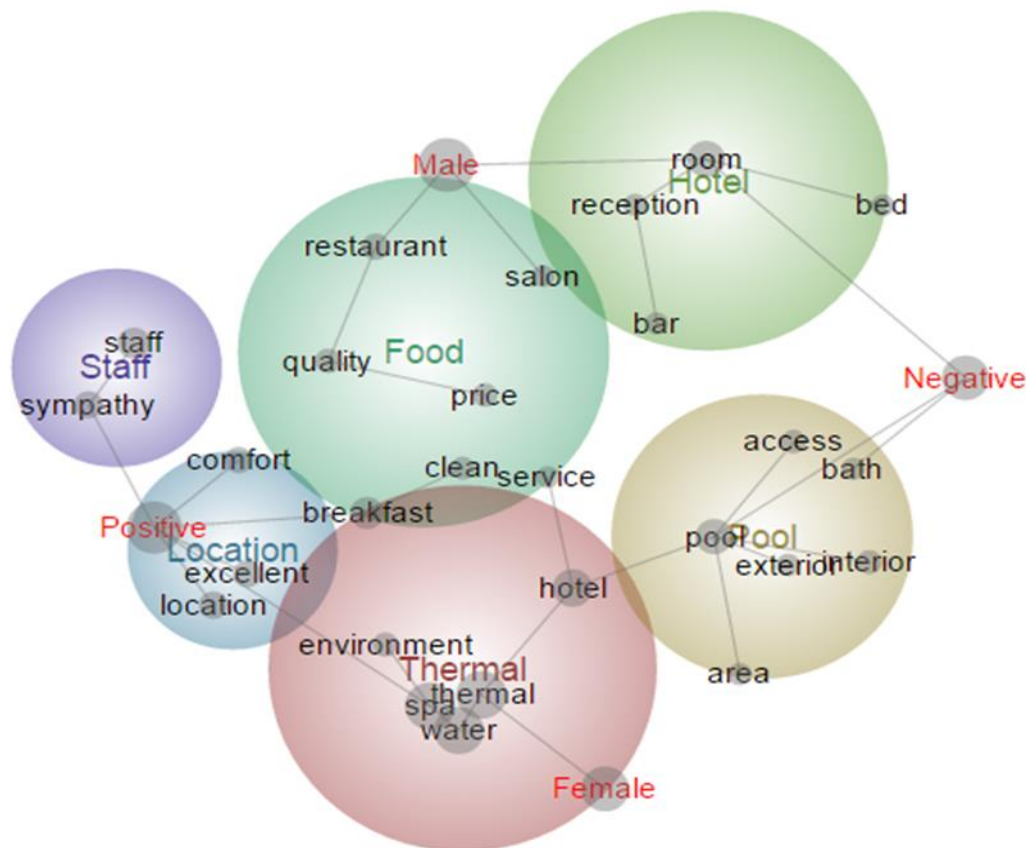 Male
room
Hotel
reception
bed
restaurant
salon
bar
staff
Staff
sympathy
quality
Food
price
Negative
comfort
clean
service
access
bath
Positive
breakfast
Location
excellent
location
pool
Pool
exterior
interior
hotel
environment
Thermal
thermal
spa
water
area
Female